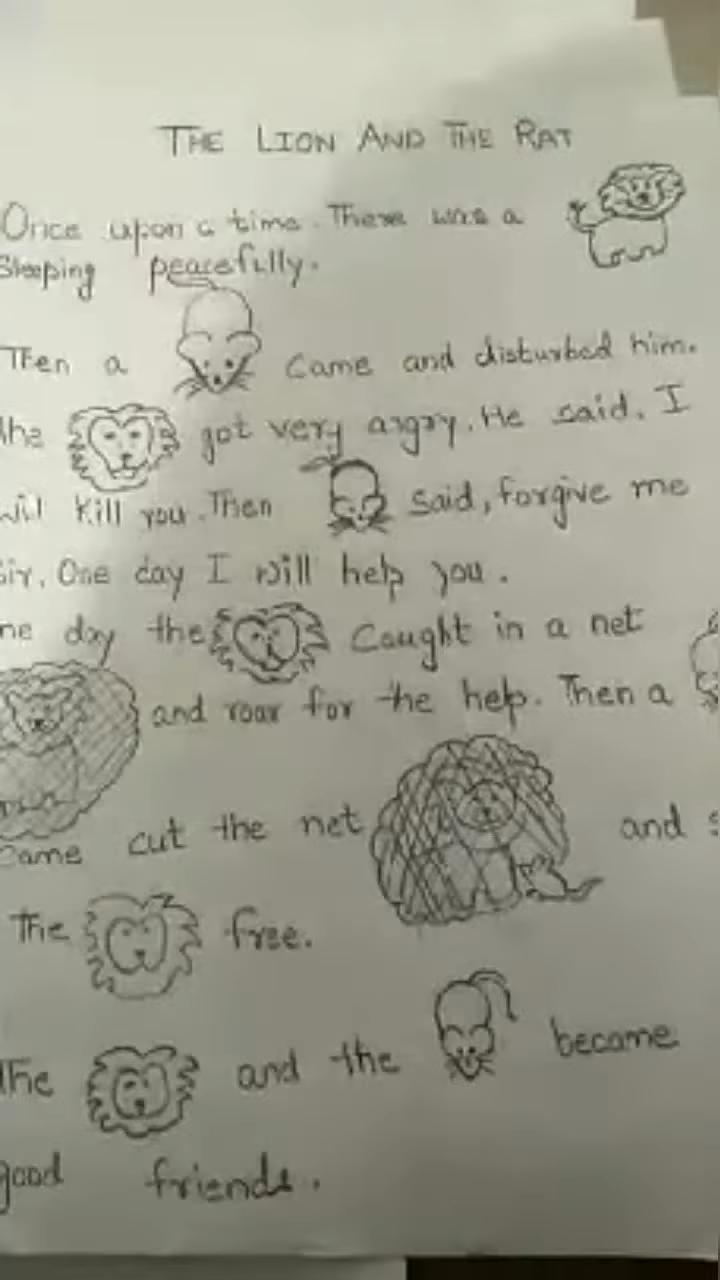 THE LION AND THE RAT
Once upon a time. There was a
Sleeping peacefully.
Then a came and disturbed him.
the got very angry. He said, I
will kill you. Then said, forgive me
Sir, One day I will help you.
ne day the Caught in a net
and roar for the help. Then a
Came cut the net and s
The free.
The and the became
good friends.